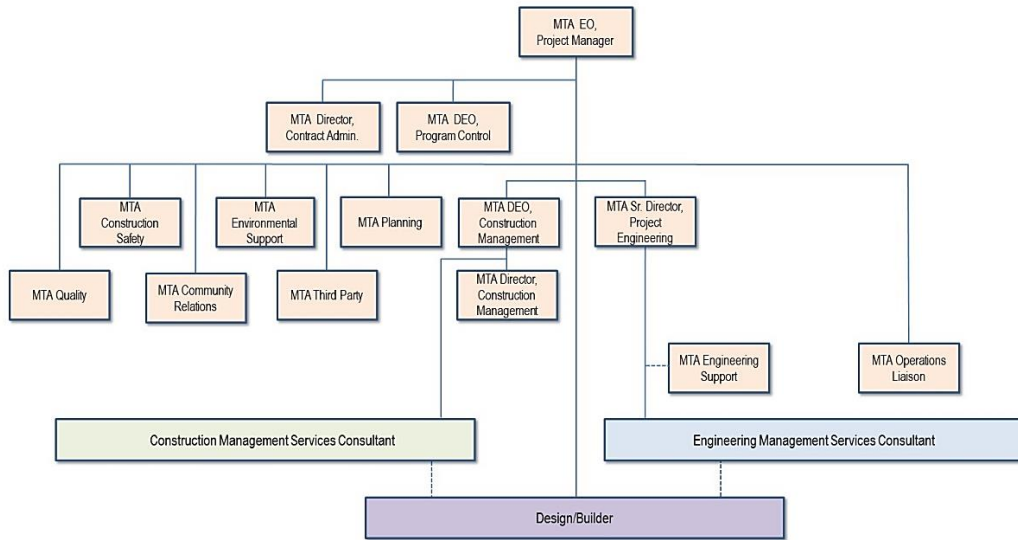 MTA EO,
Project Manager
MTA Director,
Contract Admin.
MTA DEO,
Program Control
MTA
Construction
Safety
MTA
Environmental
Support
MTA Planning
MTA DEO,
Construction
Management
MTA Sr. Director,
Project
Engineering
MTA Quality
MTA Community
Relations
MTA Third Party
MTA Director,
Construction
Management
MTA Engineering
Support
MTA Operations
Liaison
Construction Management Services Consultant
Engineering Management Services Consultant
Design/Builder